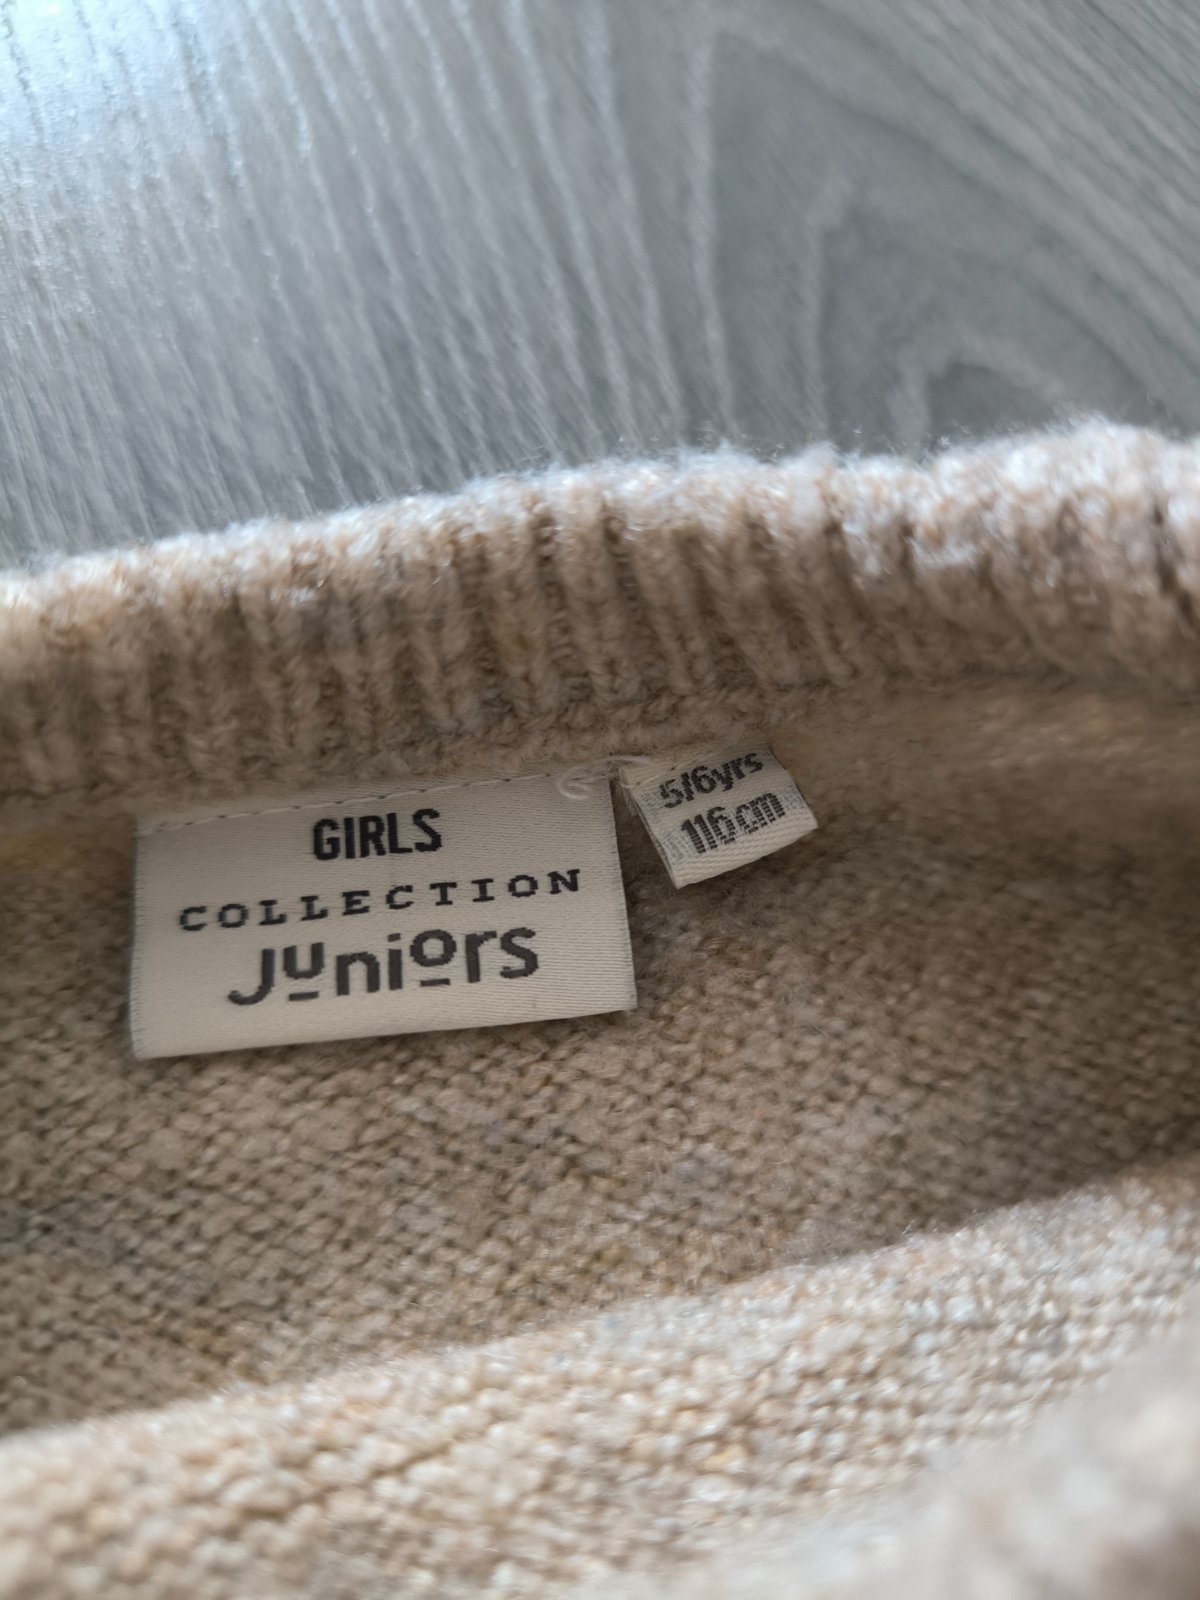 GIRLS
COLLECTION
Juniors
5/6yrs
116cm